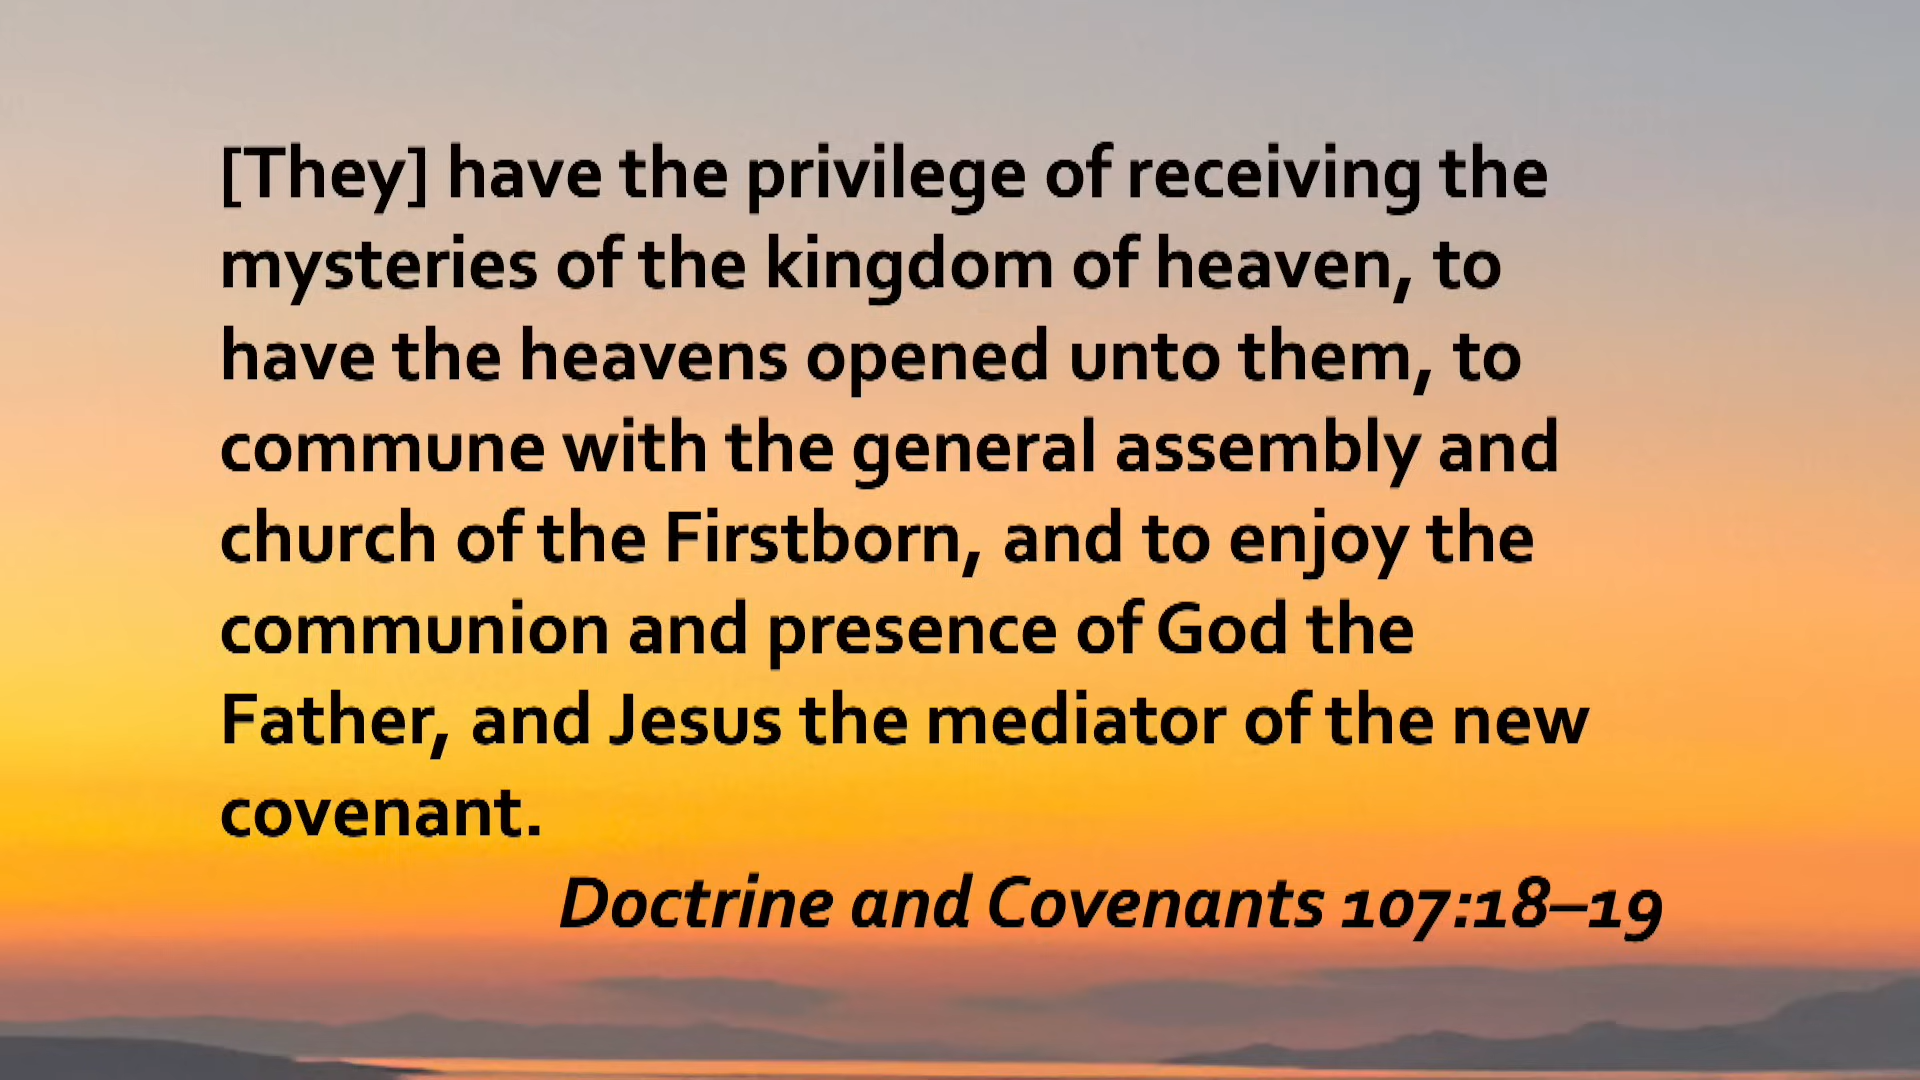 [They] have the privilege of receiving the
mysteries of the kingdom of heaven, to
have the heavens opened unto them, to
commune with the general assembly and
church of the Firstborn, and to enjoy the
communion and presence of God the
Father, and Jesus the mediator of the new
covenant.
Doctrine and Covenants 107:18–19